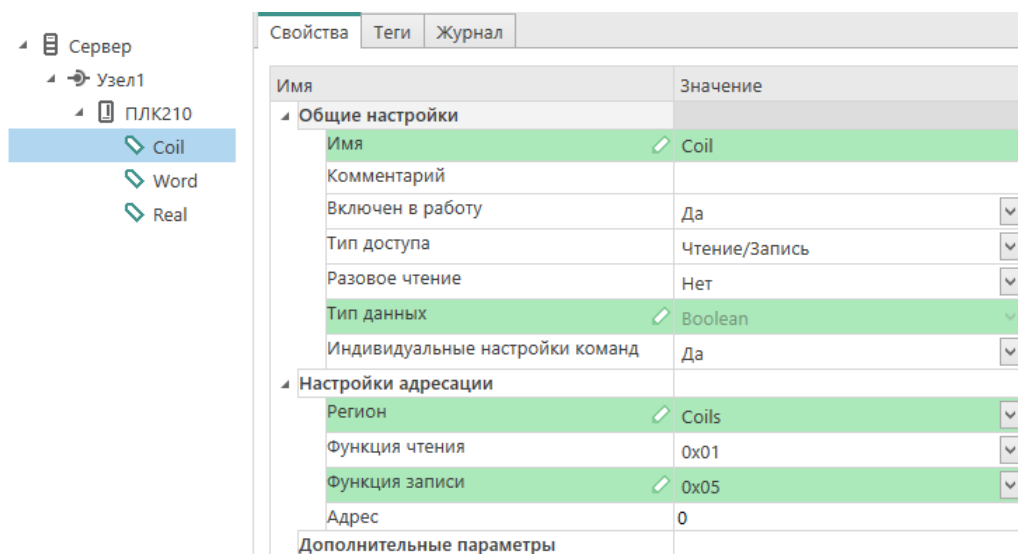 Сервер
Узел1
ПЛК210
Coil
Word
Real
Свойства Теги Журнал
Имя Значение
Общие настройки
Имя Coil
Комментарий
Включен в работу Да
Тип доступа Чтение/Запись
Разовое чтение Нет
Тип данных Boolean
Индивидуальные настройки команд Да
Настройки адресации
Регион Coils
Функция чтения 0x01
Функция записи 0x05
Адрес 0
Дополнительные параметры